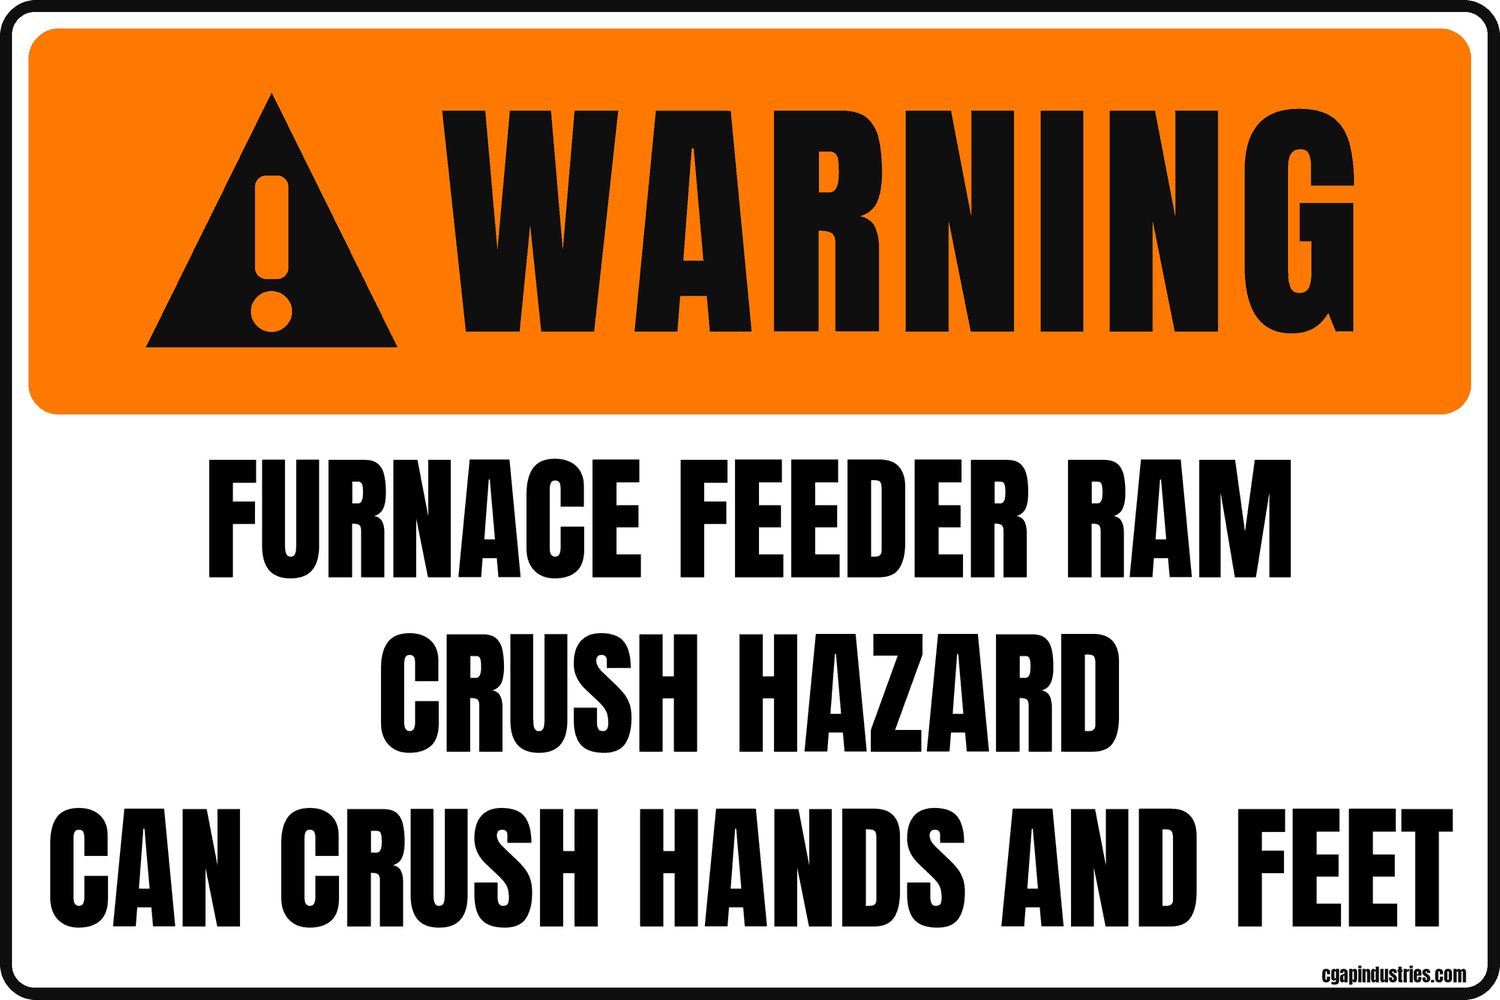 WARNING
FURNACE FEEDER RAM
CRUSH HAZARD
CAN CRUSH HANDS AND FEET
cgapindustries.com